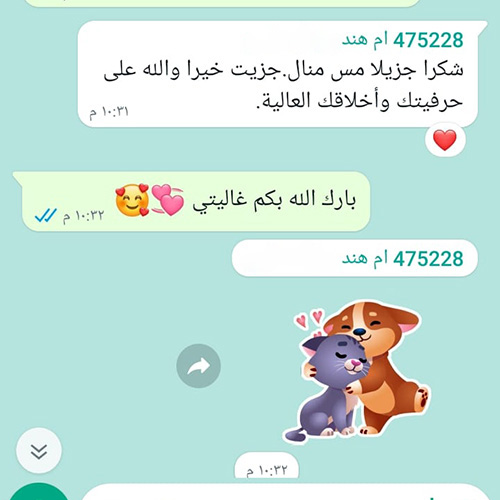 475228 ام هند
شكرا جزيلا مس منال.جزيت خيرا والله على
حرفيتك وأخلاقك العالية.
١٠:٣١ م
بارك الله بكم غاليتي 💞🥰
١٠:٣٢ م
475228 ام هند
١٠:٣٢ م